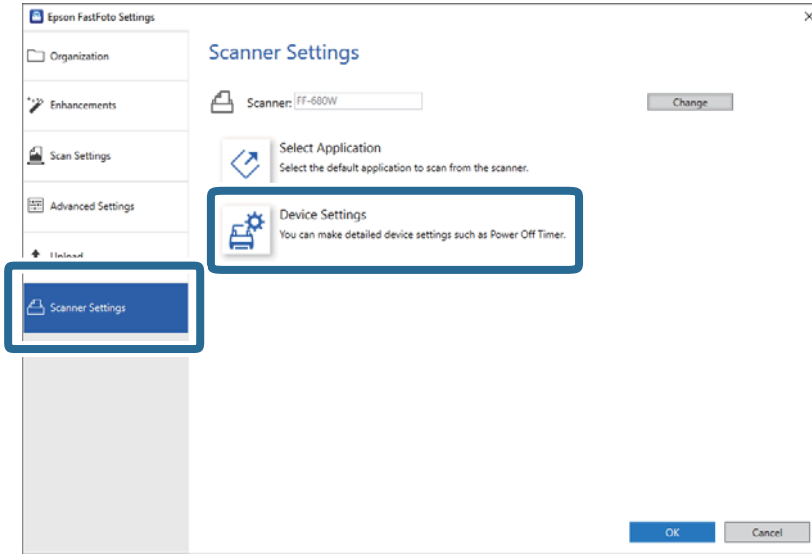 Epson FastFoto Settings
Organization
Enhancements
Scan Settings
Advanced Settings
Upload
Scanner Settings
Scanner Settings
Scanner: FF-680W
Change
Select Application
Select the default application to scan from the scanner.
Device Settings
You can make detailed device settings such as Power Off Timer.
OK
Cancel